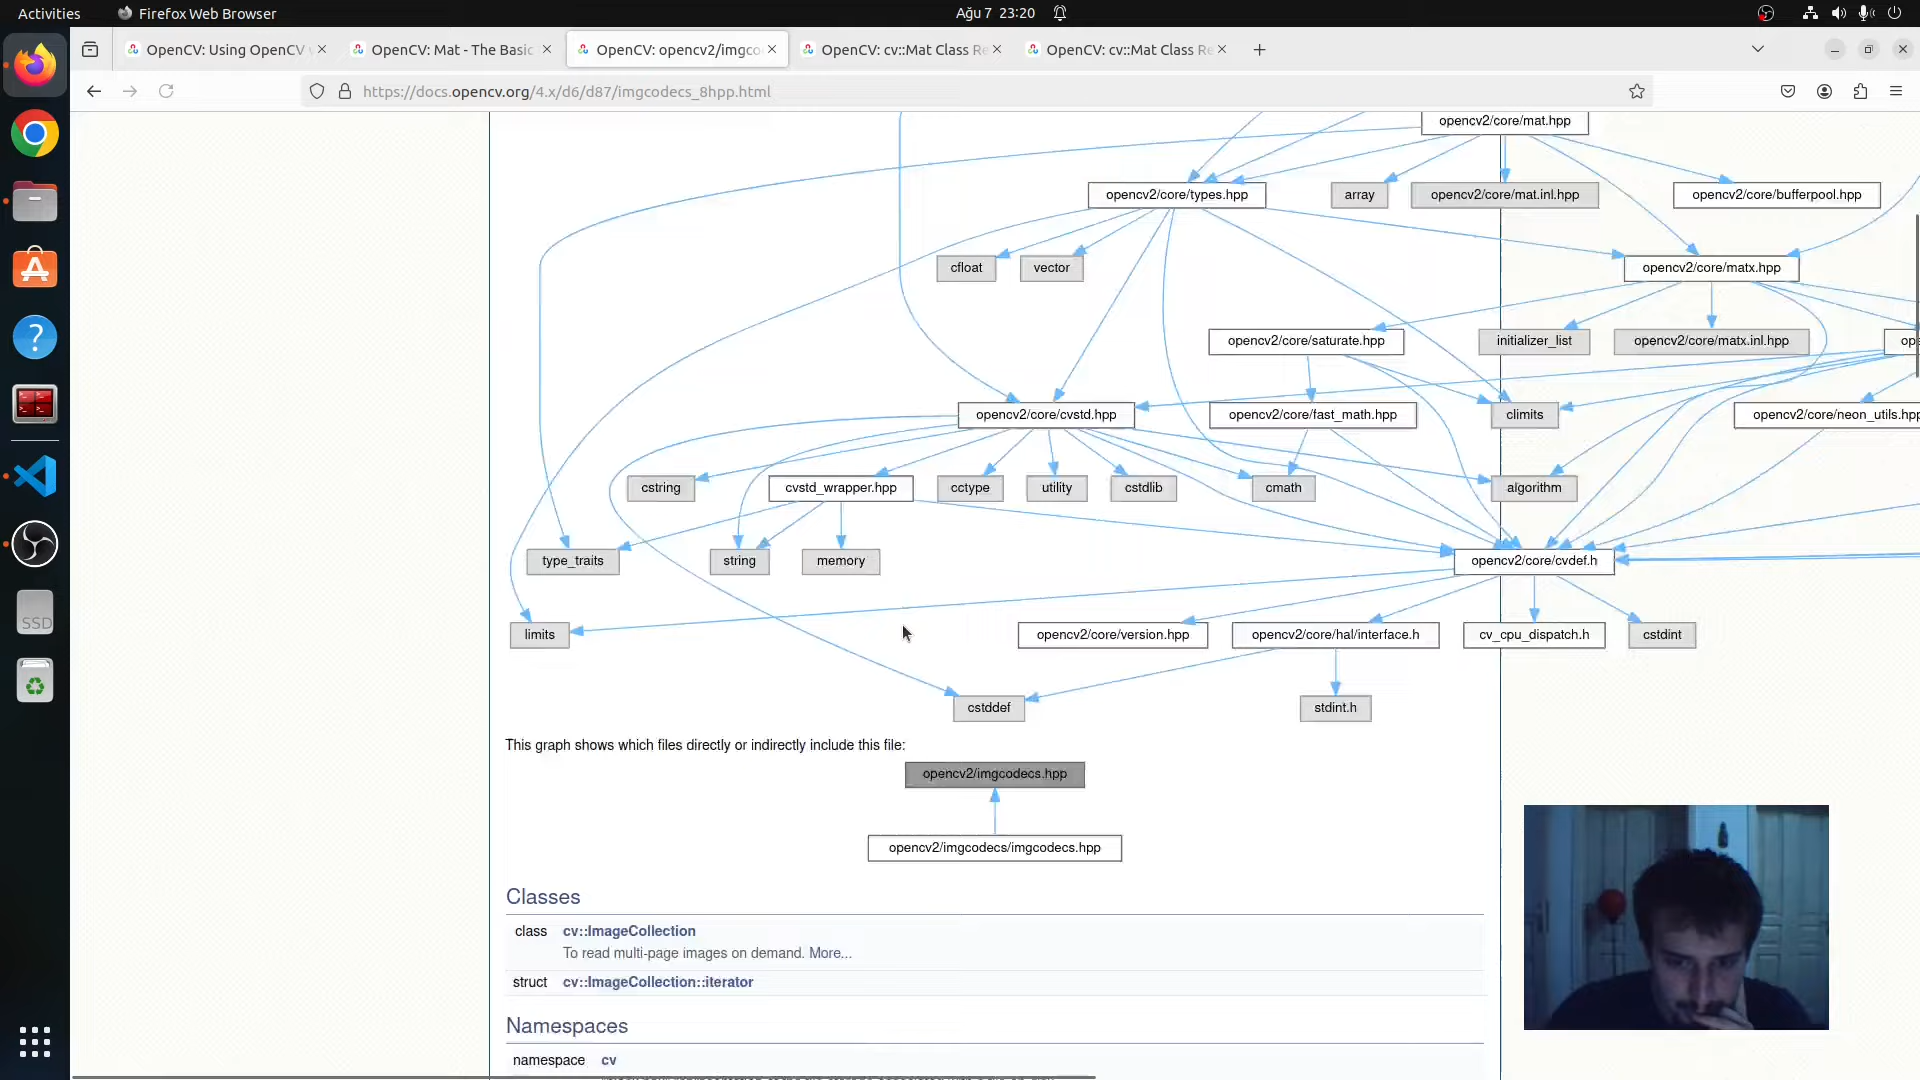 Activities
Firefox Web Browser
Ağu 7 23:20
OpenCV: Using OpenCV
OpenCV: Mat - The Basic
OpenCV: opencv2/imgco
OpenCV: cv::Mat Class Re
OpenCV: cv::Mat Class Re
https://docs.opencv.org/4.x/d6/d87/imgcodecs_8hpp.html
opencv2/core/mat.hpp
opencv2/core/types.hpp
array
opencv2/core/mat.inl.hpp
opencv2/core/bufferpool.hpp
cfloat
vector
opencv2/core/matx.hpp
opencv2/core/saturate.hpp
initializer_list
opencv2/core/matx.inl.hpp
op
opencv2/core/cvstd.hpp
opencv2/core/fast_math.hpp
climits
opencv2/core/neon_utils.hpp
cstring
cvstd_wrapper.hpp
cctype
utility
cstdlib
cmath
algorithm
type_traits
string
memory
opencv2/core/cvdef.h
limits
opencv2/core/version.hpp
opencv2/core/hal/interface.h
cv_cpu_dispatch.h
cstdint
SSD
cstddef
stdint.h
This graph shows which files directly or indirectly include this file:
opencv2/imgcodecs.hpp
opencv2/imgcodecs/imgcodecs.hpp
Classes
class cv::ImageCollection
To read multi-page images on demand. More...
struct cv::ImageCollection::iterator
Namespaces
namespace cv